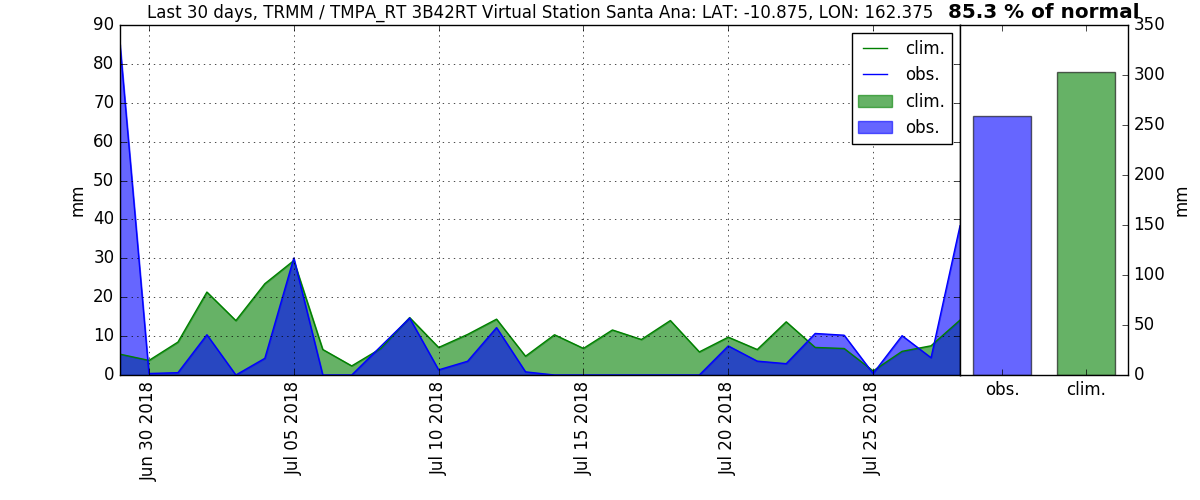 Last 30 days, TRMM / TMPA_RT 3B42RT Virtual Station Santa Ana: LAT: -10.875, LON: 162.375
85.3 % of normal
90
80
70
60
50
40
30
20
10
0
mm
clim.
obs.
clim.
obs.
Jun 30 2018
Jul 05 2018
Jul 10 2018
Jul 15 2018
Jul 20 2018
Jul 25 2018
350
300
250
200
150
100
50
0
mm
obs.
clim.